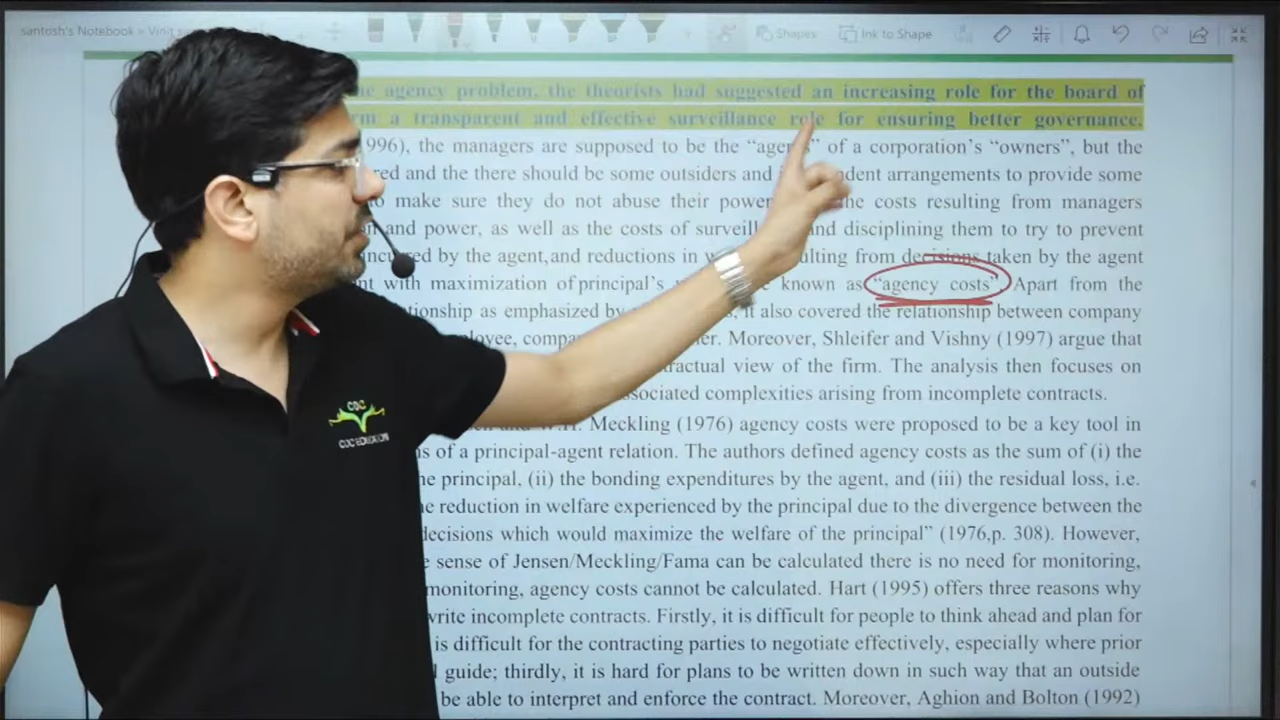 santosh's Notebook » Vinit
Shapes
Ink to Shape
agency problem, the theorists had suggested an increasing role for the board of
a transparent and effective surveillance role for ensuring better governance.
996), the managers are supposed to be the “agents” of a corporation’s “owners”, but the
red and the there should be some outsiders and independent arrangements to provide some
make sure they do not abuse their power. the costs resulting from managers
and power, as well as the costs of surveill and disciplining them to try to prevent
incurred by the agent,and reductions in resulting from decisions taken by the agent
with maximization of principal’s known as “agency costs” Apart from the
relationship as emphasized by it also covered the relationship between company
Moreover, Shleifer and Vishny (1997) argue that
contractual view of the firm. The analysis then focuses on
associated complexities arising from incomplete contracts.
and W.H. Meckling (1976) agency costs were proposed to be a key tool in
of a principal-agent relation. The authors defined agency costs as the sum of (i) the
principal, (ii) the bonding expenditures by the agent, and (iii) the residual loss, i.e.
reduction in welfare experienced by the principal due to the divergence between the
decisions which would maximize the welfare of the principal” (1976,p. 308). However,
sense of Jensen/Meckling/Fama can be calculated there is no need for monitoring,
monitoring, agency costs cannot be calculated. Hart (1995) offers three reasons why
write incomplete contracts. Firstly, it is difficult for people to think ahead and plan for
is difficult for the contracting parties to negotiate effectively, especially where prior
guide; thirdly, it is hard for plans to be written down in such way that an outside
be able to interpret and enforce the contract. Moreover, Aghion and Bolton (1992)
CDC
CDC EDUCATION